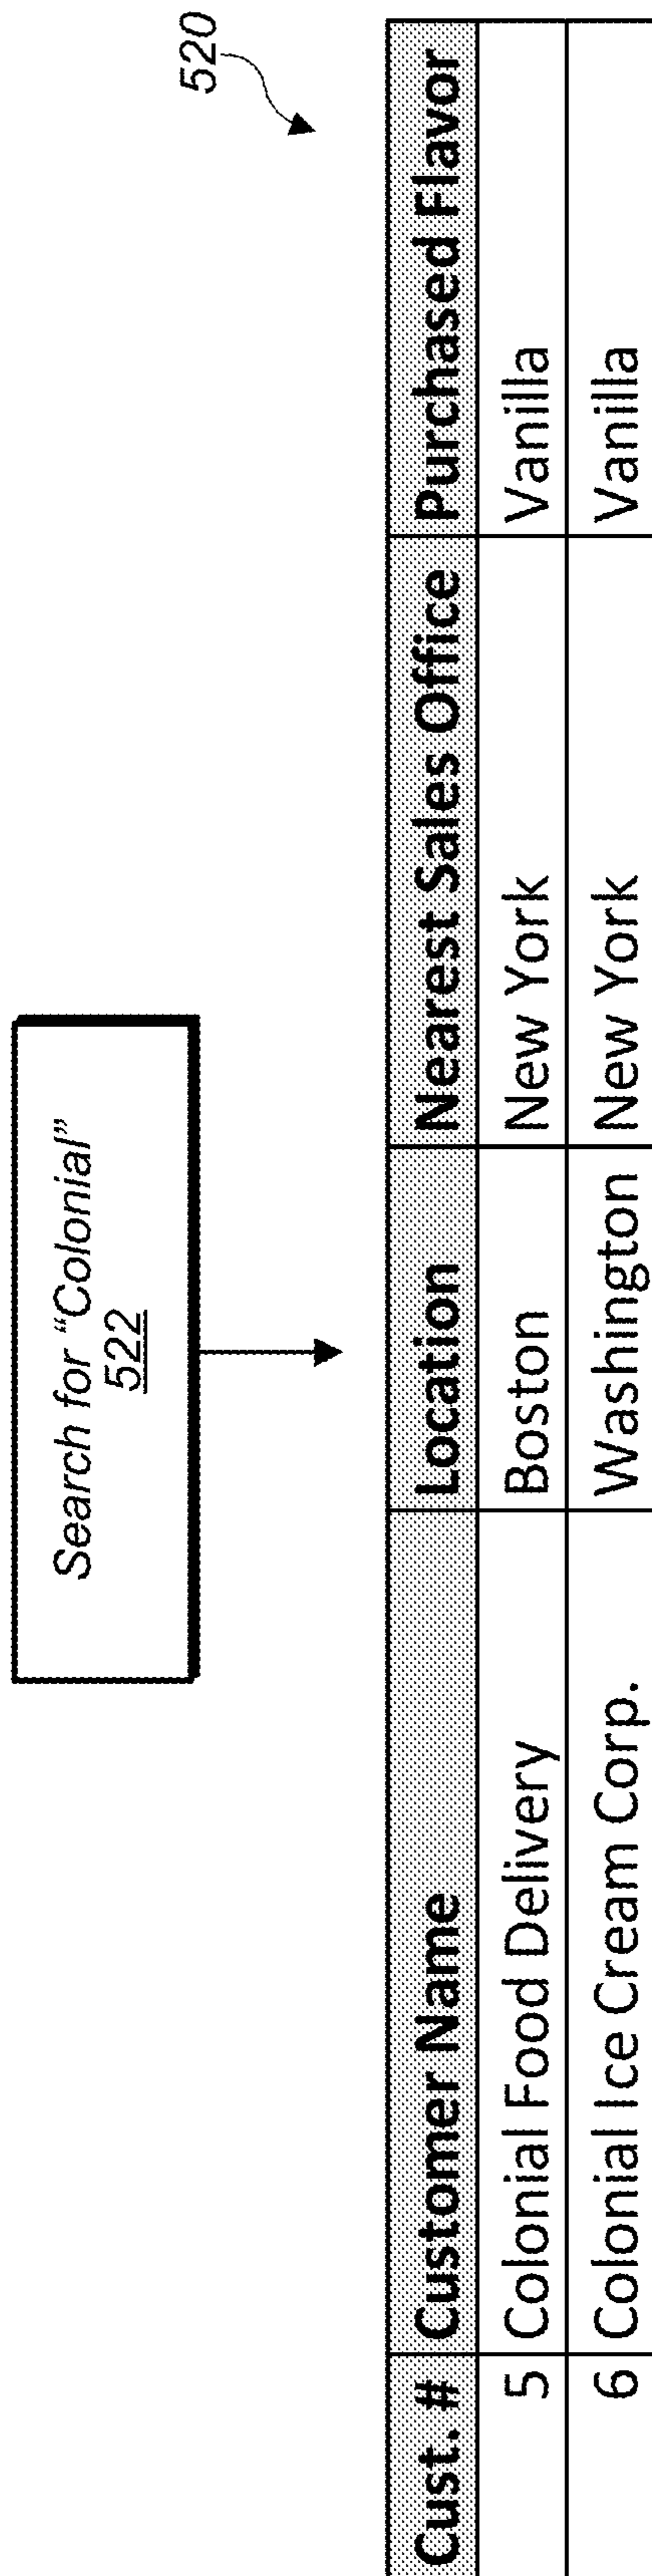 520
Search for “Colonial”
522
Cust. # Customer Name Location Nearest Sales Office Purchased Flavor
5 Colonial Food Delivery Boston New York Vanilla
6 Colonial Ice Cream Corp. Washington New York Vanilla